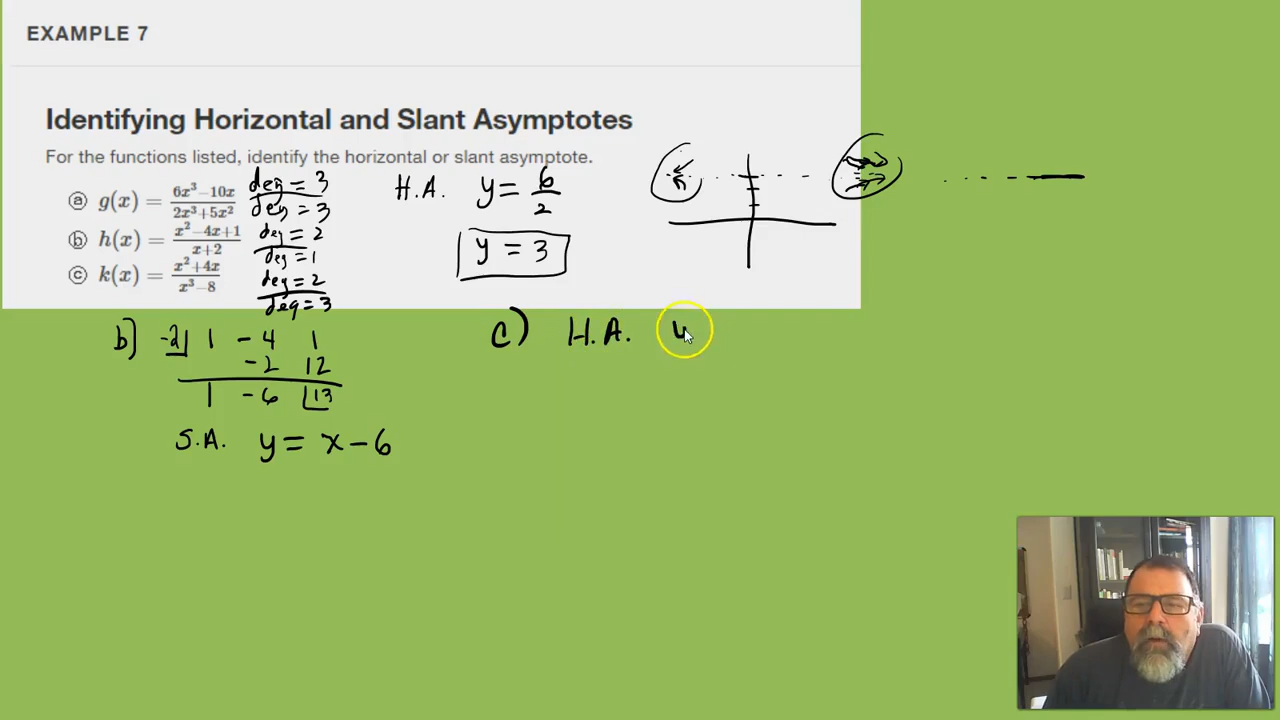 EXAMPLE 7
Identifying Horizontal and Slant Asymptotes
For the functions listed, identify the horizontal or slant asymptote.
ⓐ g(x) = (6x³−10x)/(2x³+5x²)
deg = 3
deg = 3
ⓑ h(x) = (x²−4x+1)/(x+2)
deg = 2
deg = 1
ⓒ k(x) = (x²+4x)/(x³−8)
deg = 2
deg = 3
H.A. y = 6/2
y = 3
b) -2 1 -4 1
-2 12
1 -6 13
S.A. y = x-6
c) H.A.